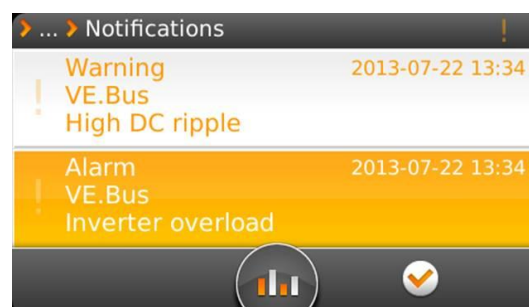 ... Notifications
Warning 2013-07-22 13:34
VE.Bus
High DC ripple
Alarm 2013-07-22 13:34
VE.Bus
Inverter overload